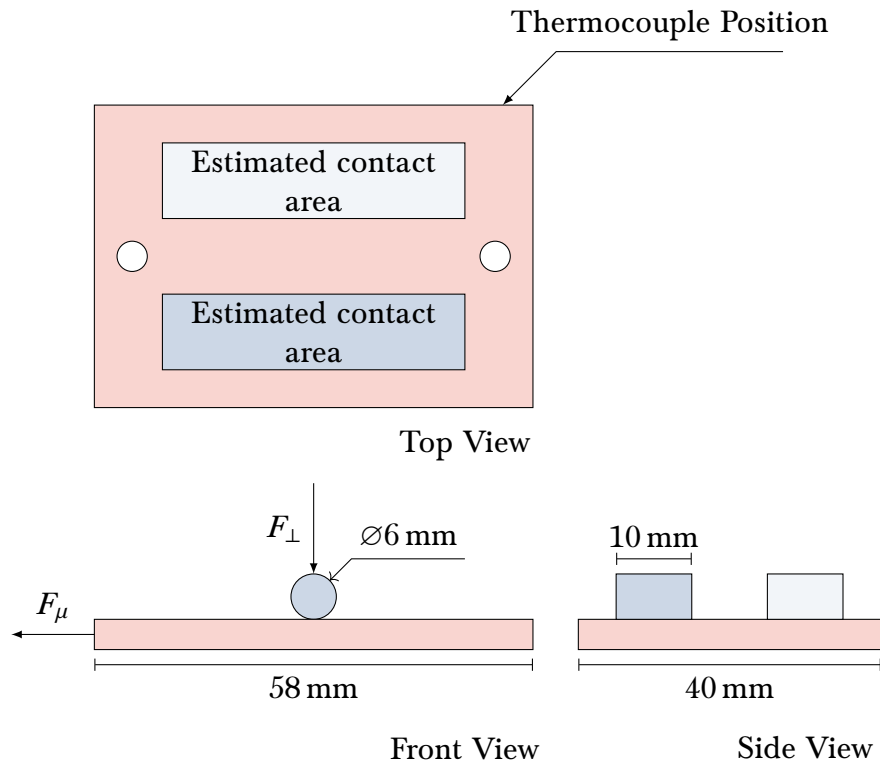 Thermocouple Position
Estimated contact
area
Estimated contact
area
Top View
F⊥
∅6 mm
10 mm
Fμ
58 mm
40 mm
Front View
Side View